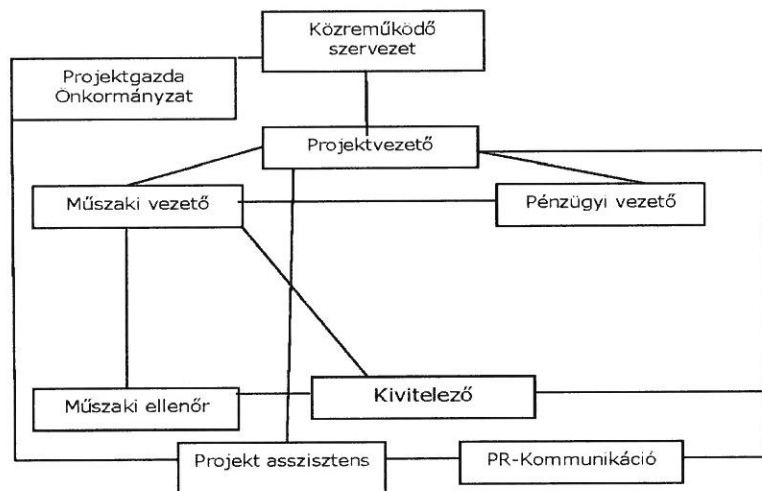 Közreműködő
szervezet
Projektgazda
Önkormányzat
Projektvezető
Műszaki vezető
Pénzügyi vezető
Műszaki ellenőr
Kivitelező
Projekt asszisztens
PR-Kommunikáció